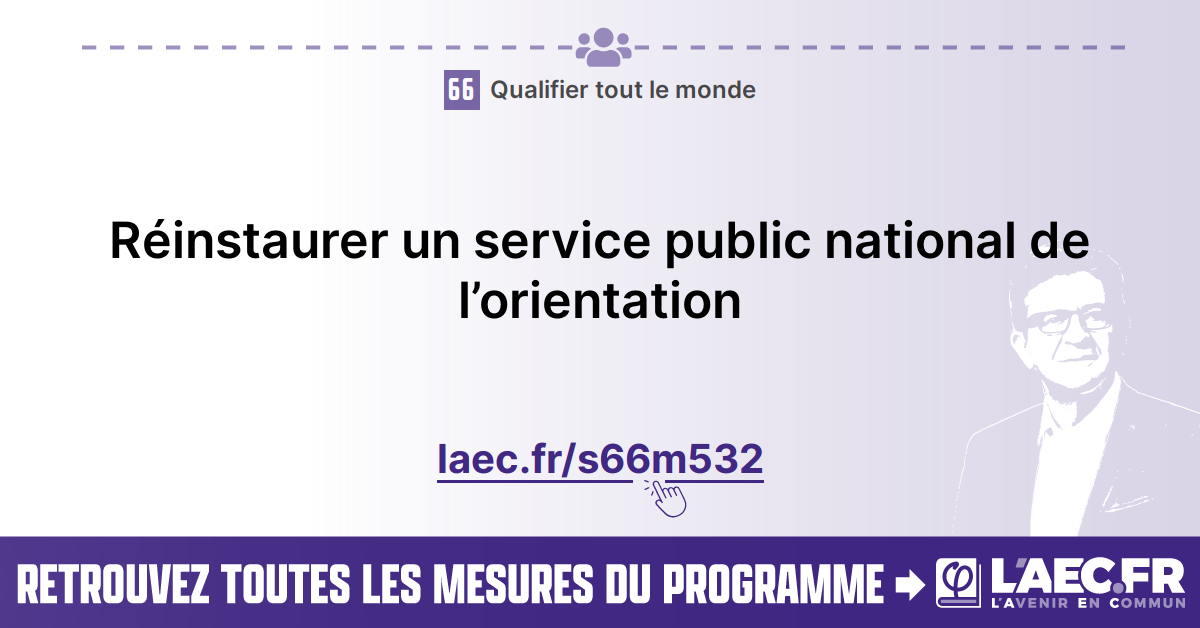 66 Qualifier tout le monde
Réinstaurer un service public national de
l’orientation
laec.fr/s66m532
RETROUVEZ TOUTES LES MESURES DU PROGRAMME
φ L'AEC.FR
L'AVENIR EN COMMUN